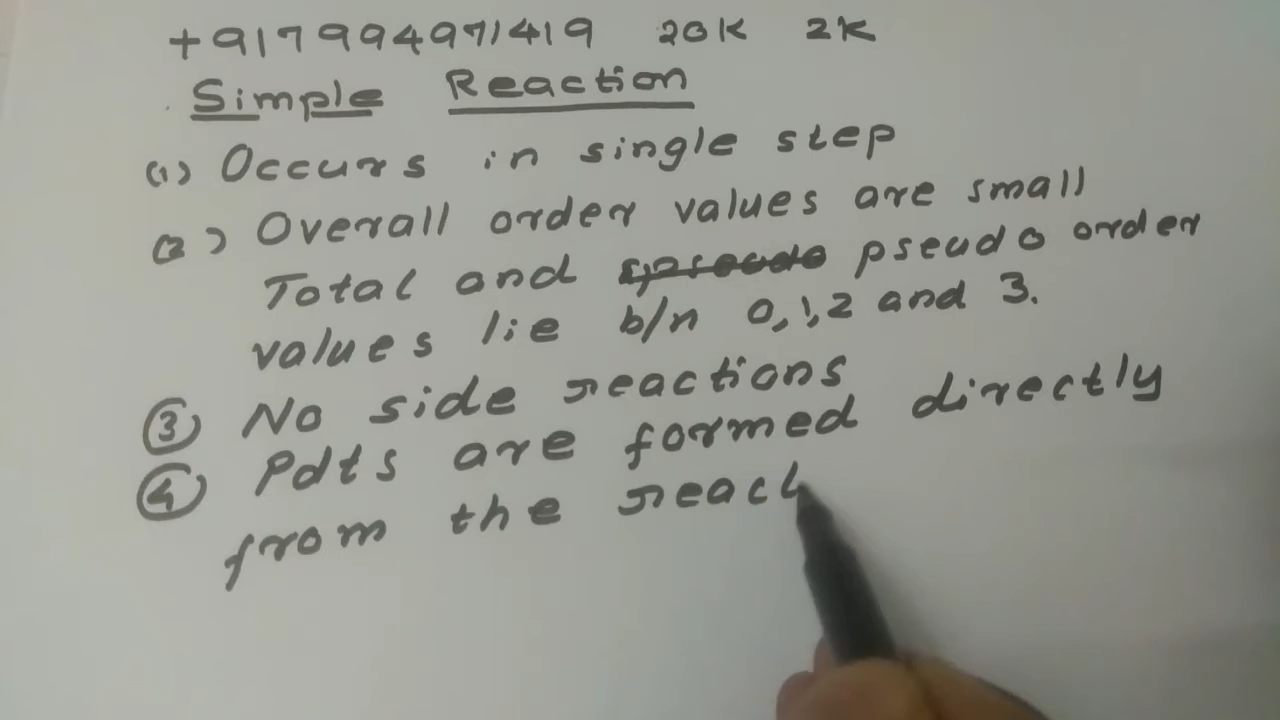 +917994971419 20K 2K
Simple Reaction
(1) Occurs in single step
(2) Overall order values are small
Total and pseudo order
values lie b/n 0,1,2 and 3.
(3) No side reactions
(4) Pdts are formed directly
from the react